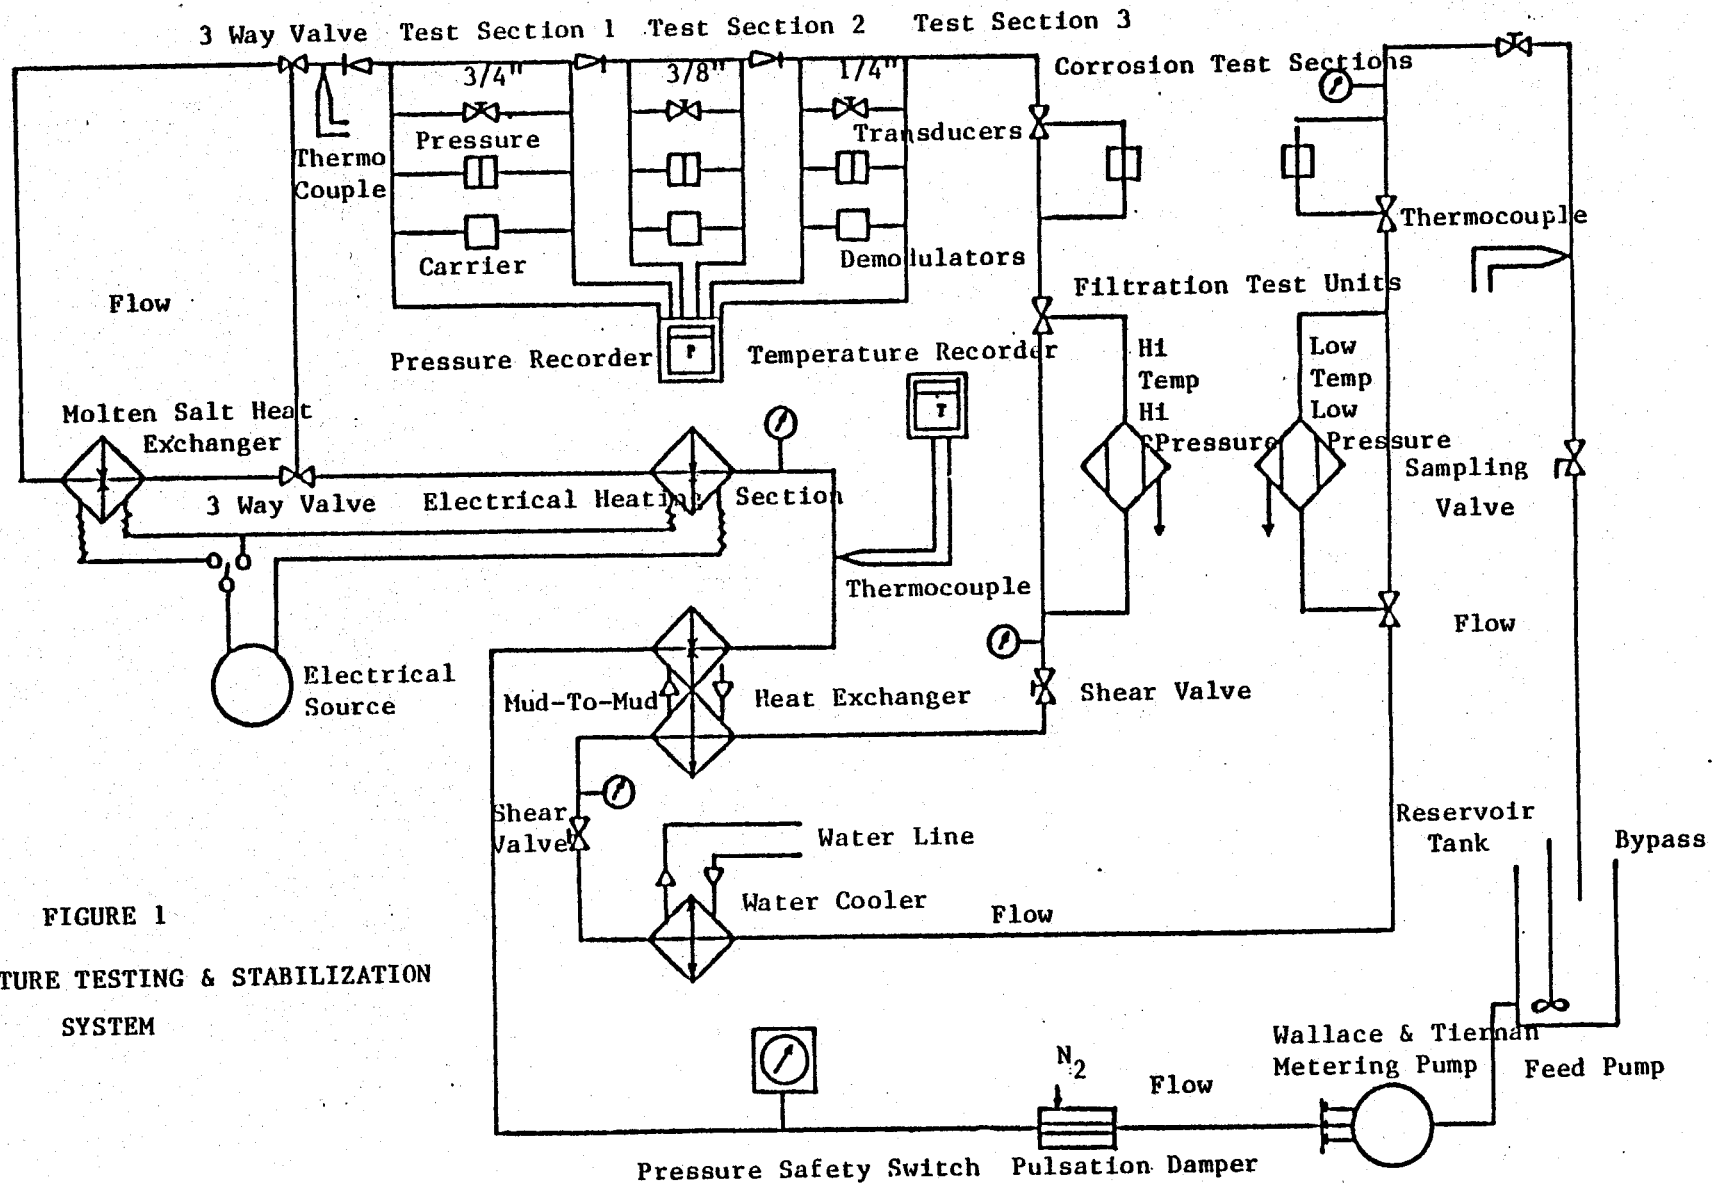 3 Way Valve Test Section 1 Test Section 2 Test Section 3
3/4" 3/8" 1/4"
Corrosion Test Sections
Pressure
Transducers
Thermo
Couple
Thermocouple
Carrier
Demodulators
Flow
Filtration Test Units
Pressure Recorder
P
Temperature Recorder
T
Hi
Temp
Hi
Pressure
Low
Temp
Low
Pressure
Molten Salt Heat
Exchanger
3 Way Valve
Electrical Heating Section
Sampling
Valve
Thermocouple
Flow
Electrical
Source
Mud-To-Mud Heat Exchanger
Shear Valve
Shear
Valve
Water Line
Reservoir
Tank
Bypass
Water Cooler
Flow
FIGURE 1
TURE TESTING & STABILIZATION
SYSTEM
Wallace & Tiernan
Metering Pump
Feed Pump
N2
Flow
Pressure Safety Switch
Pulsation Damper